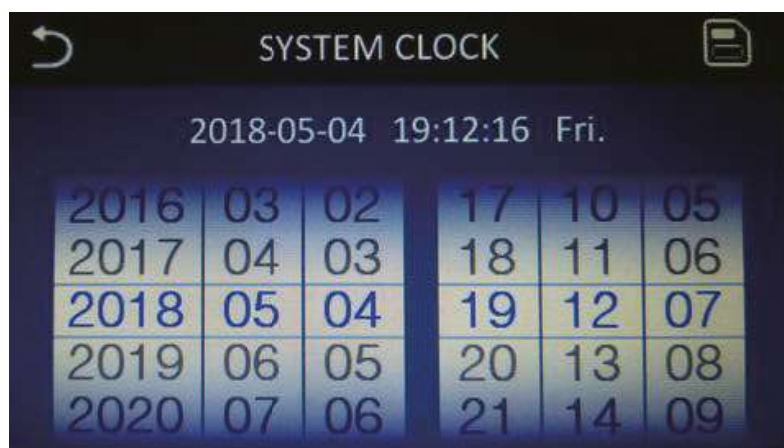 SYSTEM CLOCK
2018-05-04 19:12:16 Fri.
2016 03 02 17 10 05
2017 04 03 18 11 06
2018 05 04 19 12 07
2019 06 05 20 13 08
2020 07 06 21 14 09